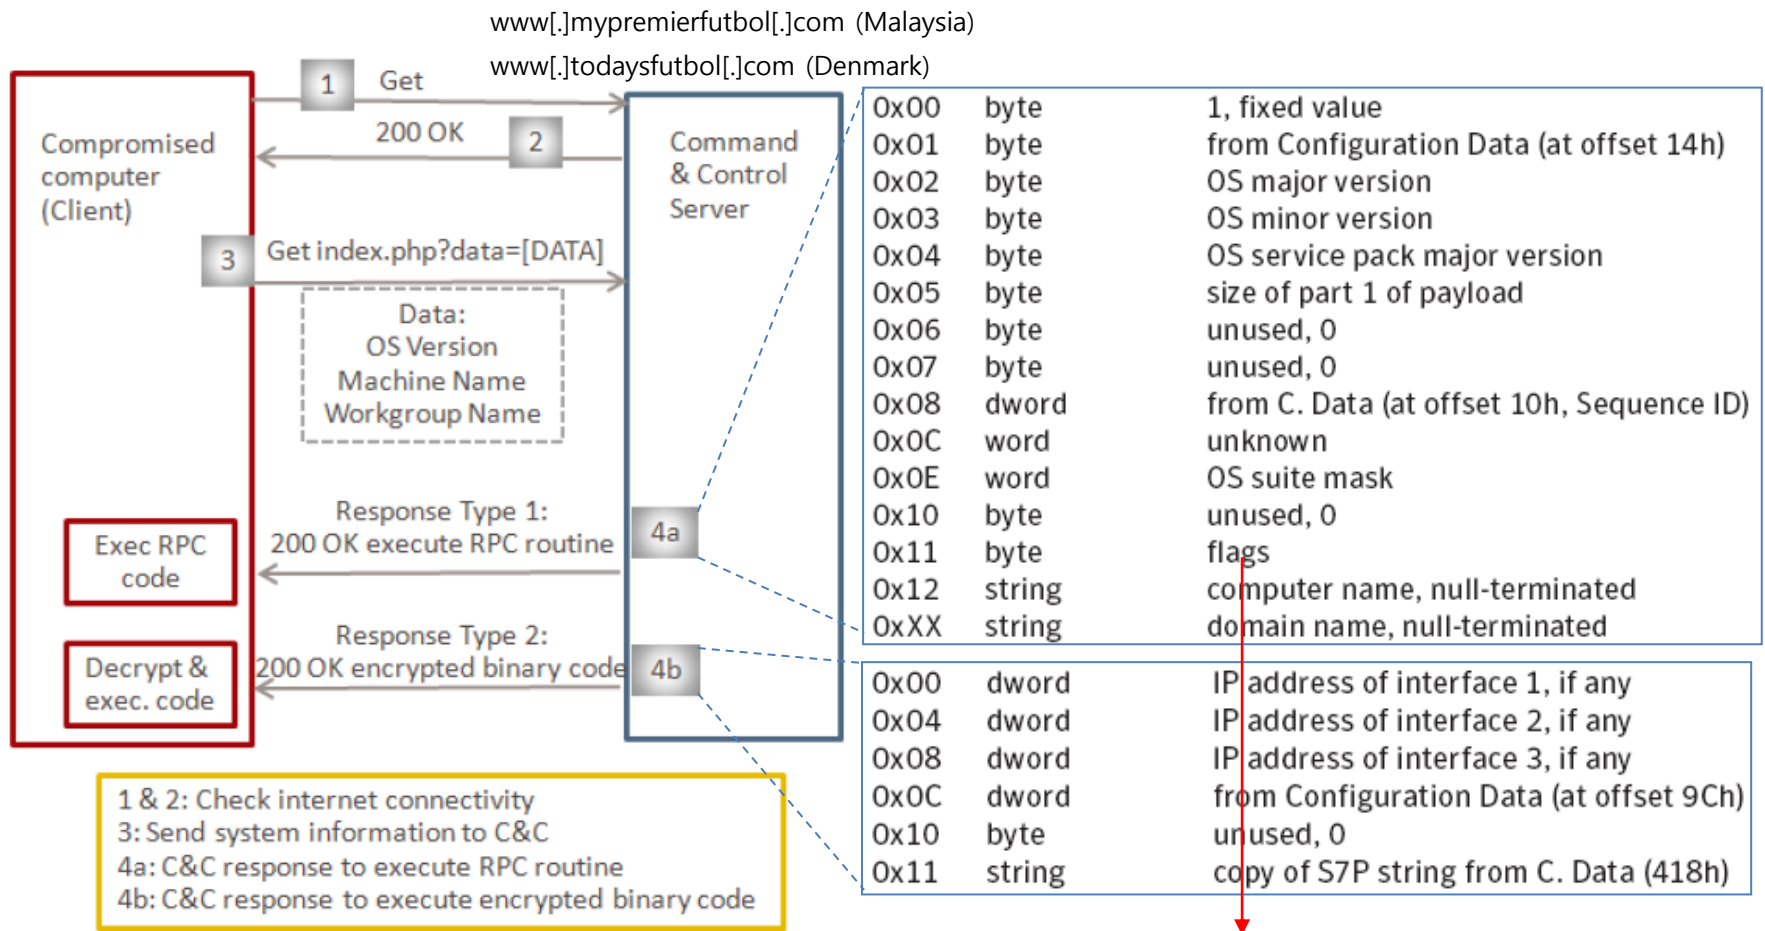 www[.]mypremierfutbol[.]com (Malaysia)
www[.]todaysfutbol[.]com (Denmark)
1
Get
200 OK
2
Compromised
computer
(Client)
Command
& Control
Server
3
Get index.php?data=[DATA]
Data:
OS Version
Machine Name
Workgroup Name
Response Type 1:
200 OK execute RPC routine
4a
Exec RPC
code
Response Type 2:
200 OK encrypted binary code
4b
Decrypt &
exec. code
1 & 2: Check internet connectivity
3: Send system information to C&C
4a: C&C response to execute RPC routine
4b: C&C response to execute encrypted binary code
0x00 byte 1, fixed value
0x01 byte from Configuration Data (at offset 14h)
0x02 byte OS major version
0x03 byte OS minor version
0x04 byte OS service pack major version
0x05 byte size of part 1 of payload
0x06 byte unused, 0
0x07 byte unused, 0
0x08 dword from C. Data (at offset 10h, Sequence ID)
0x0C word unknown
0x0E word OS suite mask
0x10 byte unused, 0
0x11 byte flags
0x12 string computer name, null-terminated
0xXX string domain name, null-terminated
0x00 dword IP address of interface 1, if any
0x04 dword IP address of interface 2, if any
0x08 dword IP address of interface 3, if any
0x0C dword from Configuration Data (at offset 9Ch)
0x10 byte unused, 0
0x11 string copy of S7P string from C. Data (418h)